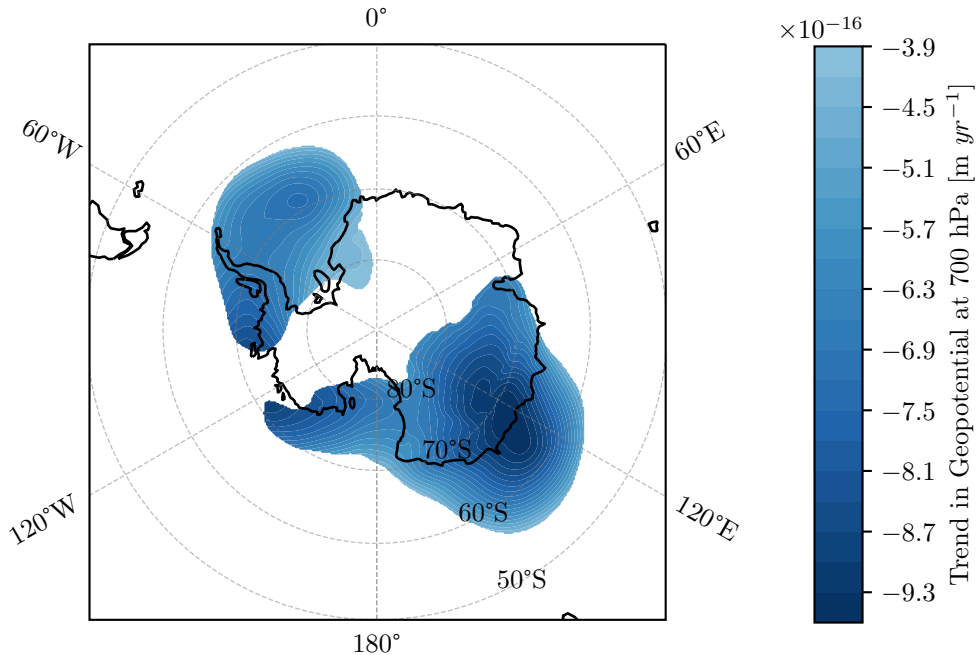 0°
×10⁻¹⁶
60°W
60°E
80°S
70°S
60°S
50°S
120°W
120°E
180°
−3.9
−4.5
−5.1
−5.7
−6.3
−6.9
−7.5
−8.1
−8.7
−9.3
Trend in Geopotential at 700 hPa [m yr⁻¹]